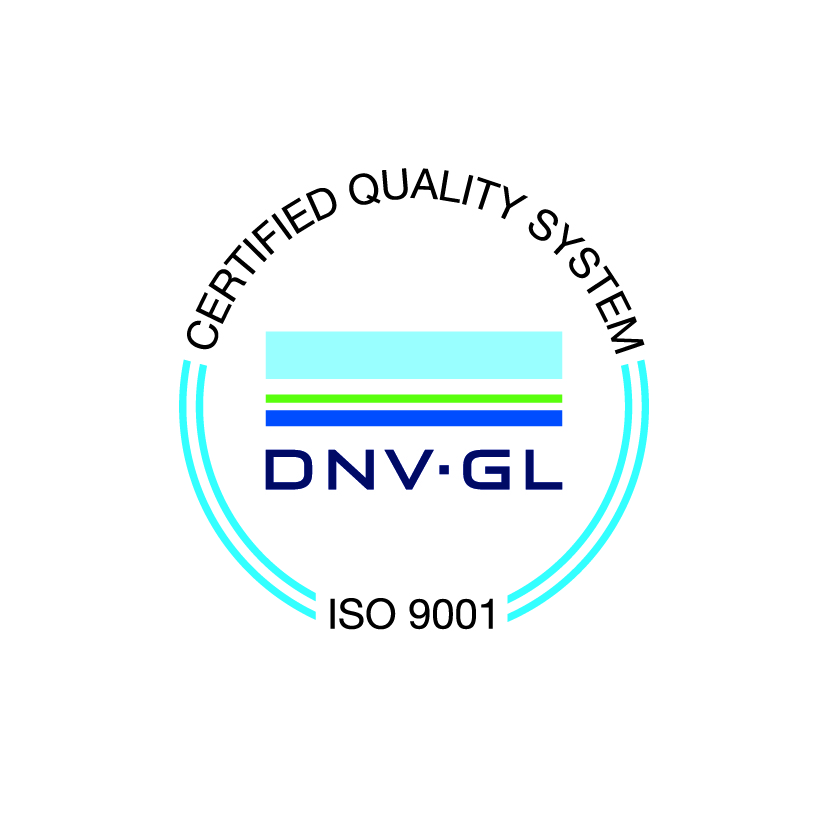 CERTIFIED QUALITY SYSTEM
DNV·GL
ISO 9001